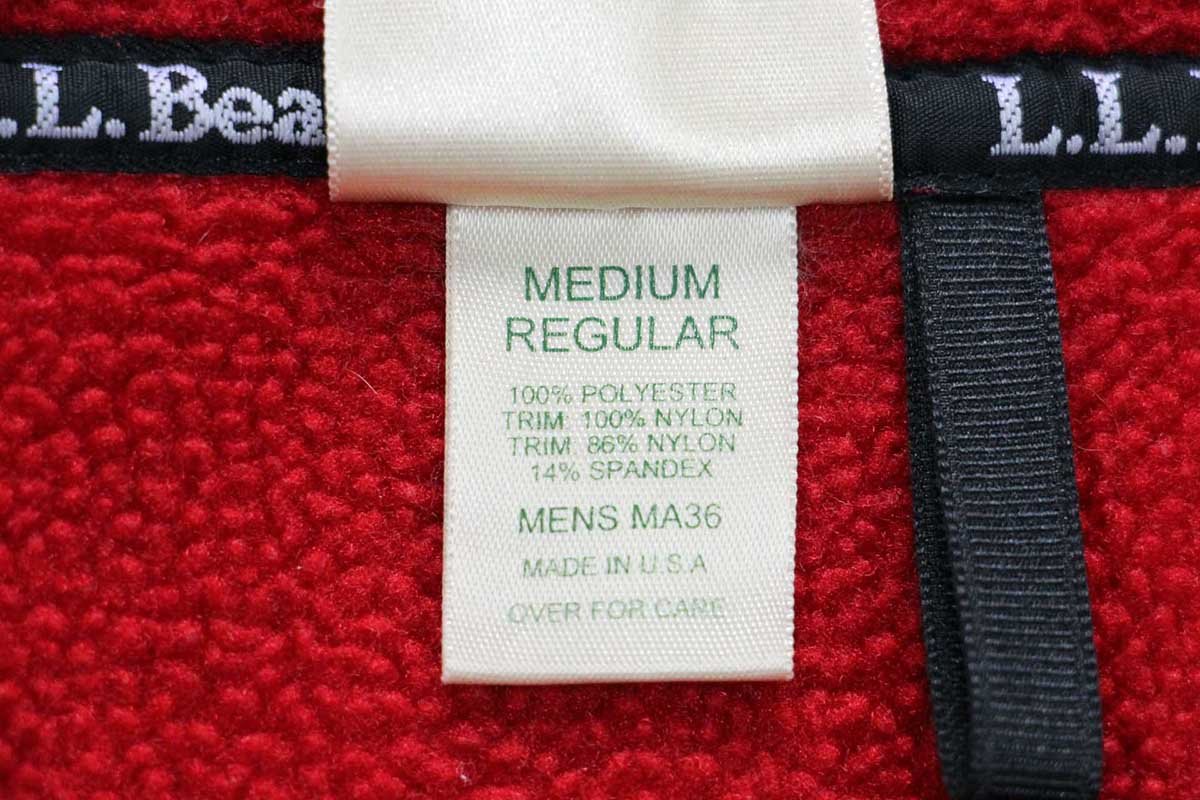 .L. Bea
L.L.
MEDIUM
REGULAR
100% POLYESTER
TRIM: 100% NYLON
TRIM: 86% NYLON
14% SPANDEX
MENS MA36
MADE IN U.S.A
OVER FOR CARE